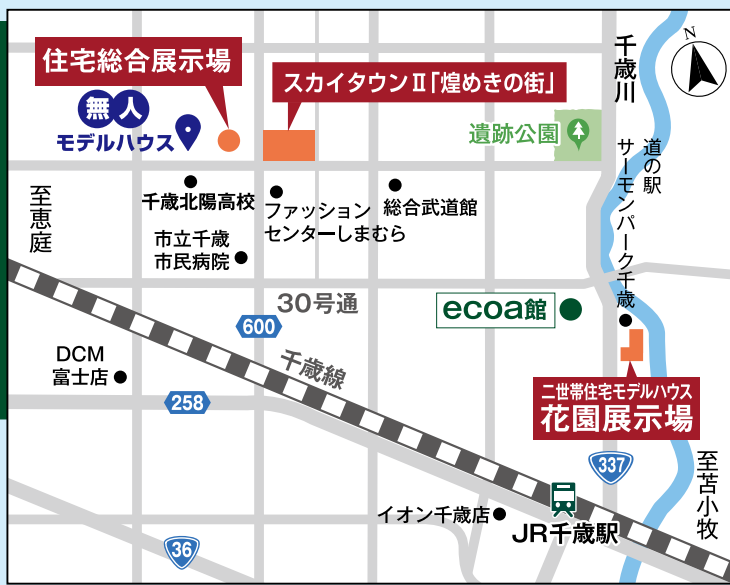 住宅総合展示場
無人
モデルハウス
スカイタウンⅡ「煌めきの街」
遺跡公園
千歳川
N
道の駅
サーモンパーク千歳
至恵庭
千歳北陽高校
ファッション
センターしまむら
総合武道館
市立千歳
市民病院
30号通
600
ecoa館
千歳線
DCM
富士店
258
二世帯住宅モデルハウス
花園展示場
337
至苫小牧
イオン千歳店
JR千歳駅
36